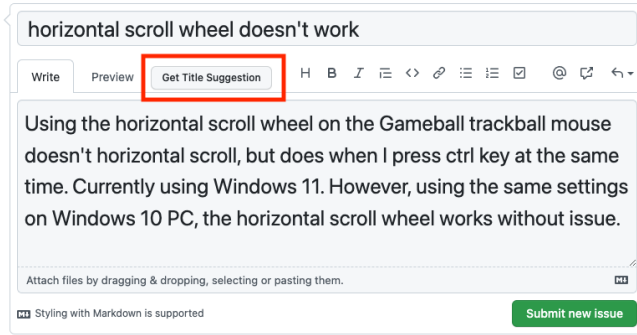 horizontal scroll wheel doesn't work
Write Preview Get Title Suggestion H B I <> @
Using the horizontal scroll wheel on the Gameball trackball mouse
doesn't horizontal scroll, but does when I press ctrl key at the same
time. Currently using Windows 11. However, using the same settings
on Windows 10 PC, the horizontal scroll wheel works without issue.
Attach files by dragging & dropping, selecting or pasting them.
Styling with Markdown is supported
Submit new issue